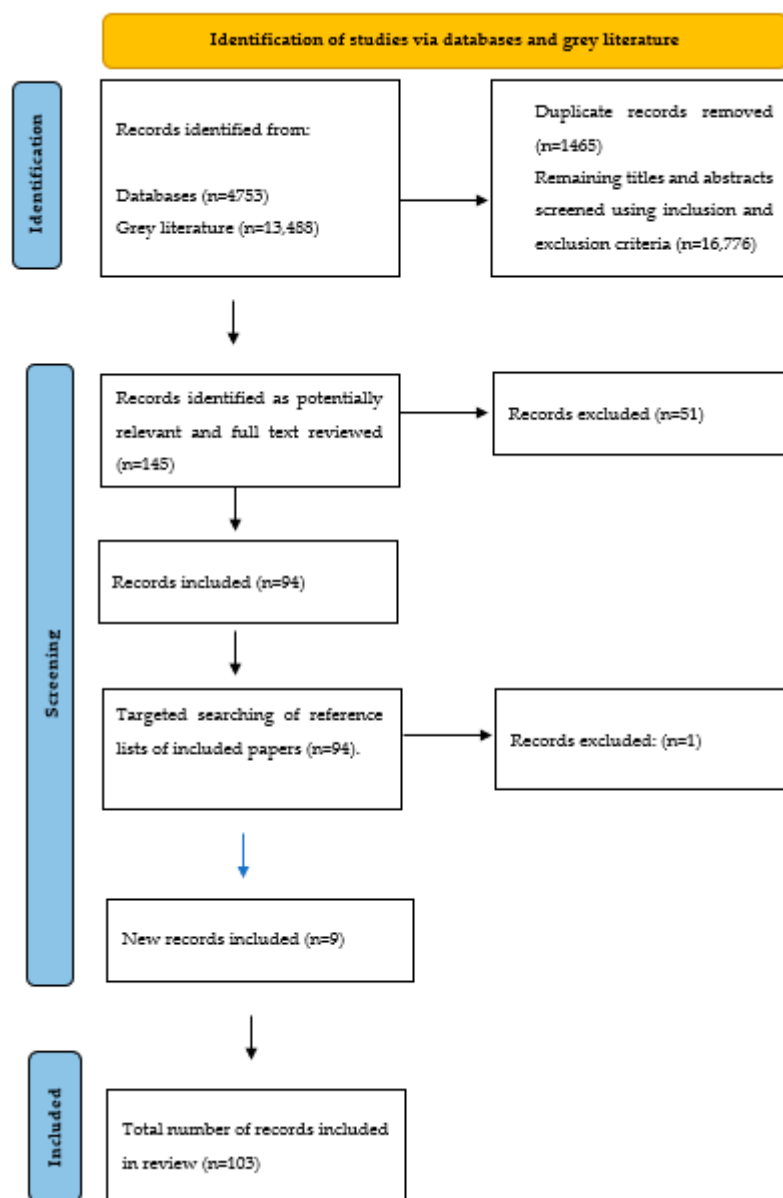 Identification of studies via databases and grey literature
Identification
Records identified from:
Databases (n=4753)
Grey literature (n=13,488)
Duplicate records removed
(n=1465)
Remaining titles and abstracts
screened using inclusion and
exclusion criteria (n=16,776)
Screening
Records identified as potentially
relevant and full text reviewed
(n=145)
Records excluded (n=51)
Records included (n=94)
Targeted searching of reference
lists of included papers (n=94).
Records excluded: (n=1)
New records included (n=9)
Included
Total number of records included
in review (n=103)